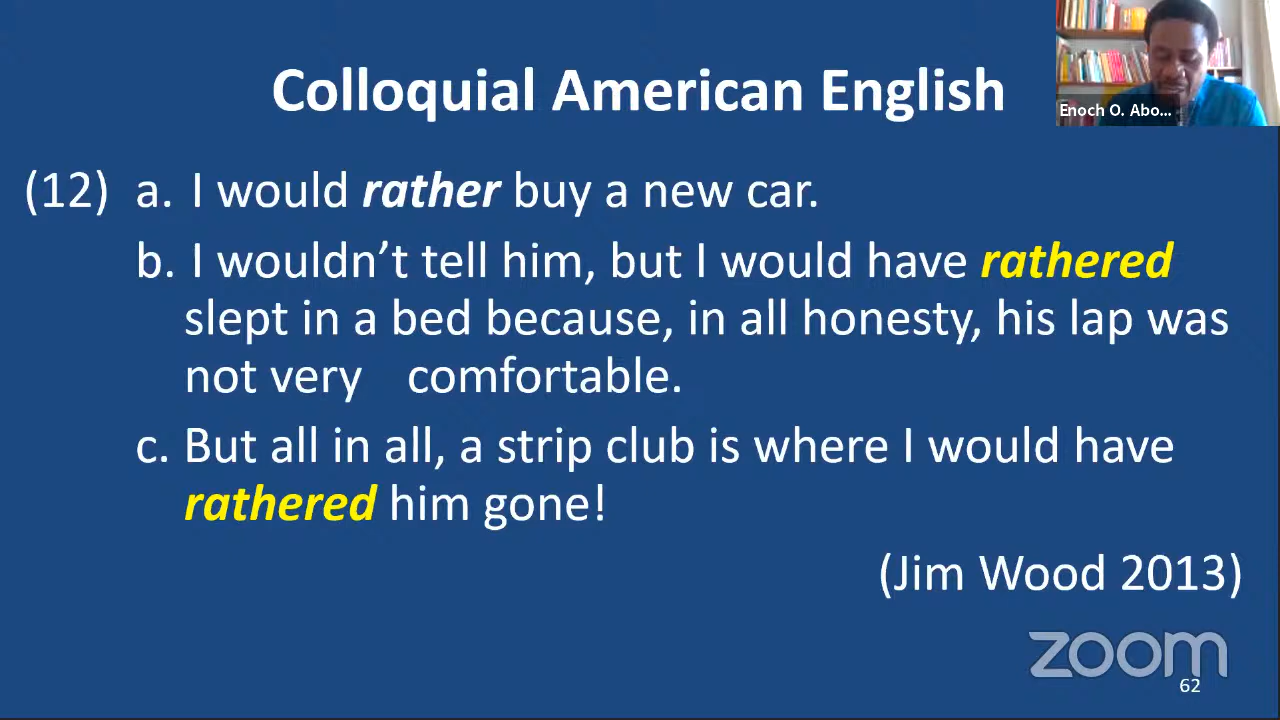 Colloquial American English
Enoch O. Abo...
(12) a. I would rather buy a new car.
b. I wouldn't tell him, but I would have rathered
slept in a bed because, in all honesty, his lap was
not very comfortable.
c. But all in all, a strip club is where I would have
rathered him gone!
(Jim Wood 2013)
zoom
62